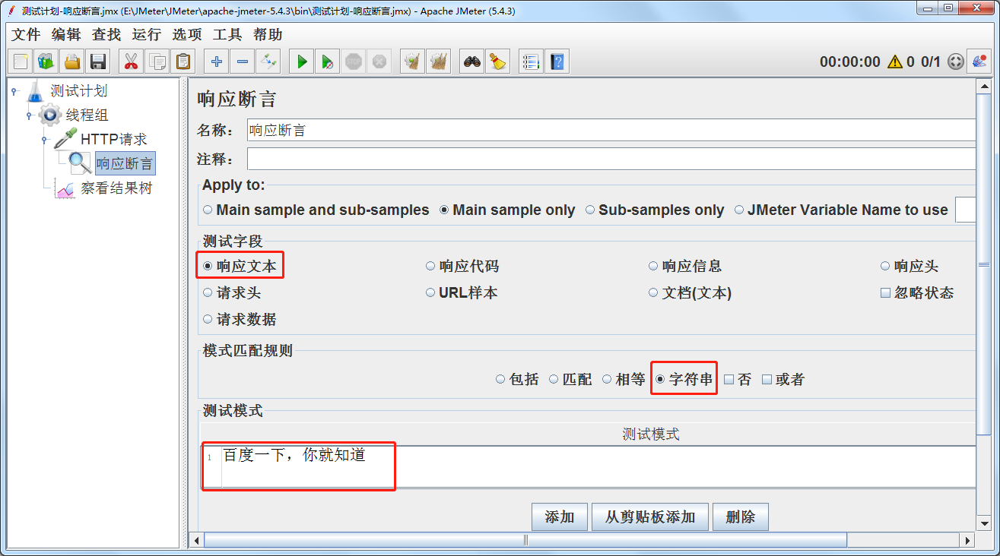 测试计划-响应断言.jmx (E:\JMeter\JMeter\apache-jmeter-5.4.3\bin\测试计划-响应断言.jmx) - Apache JMeter (5.4.3)
文件 编辑 查找 运行 选项 工具 帮助
STOP ? 00:00:00 0 0/1
测试计划
线程组
HTTP请求
响应断言
察看结果树
响应断言
名称： 响应断言
注释：
Apply to:
Main sample and sub-samples Main sample only Sub-samples only JMeter Variable Name to use
测试字段
响应文本 响应代码 响应信息 响应头
请求头 URL样本 文档(文本) 忽略状态
请求数据
模式匹配规则
包括 匹配 相等 字符串 否 或者
测试模式
测试模式
1 百度一下，你就知道
添加 从剪贴板添加 删除